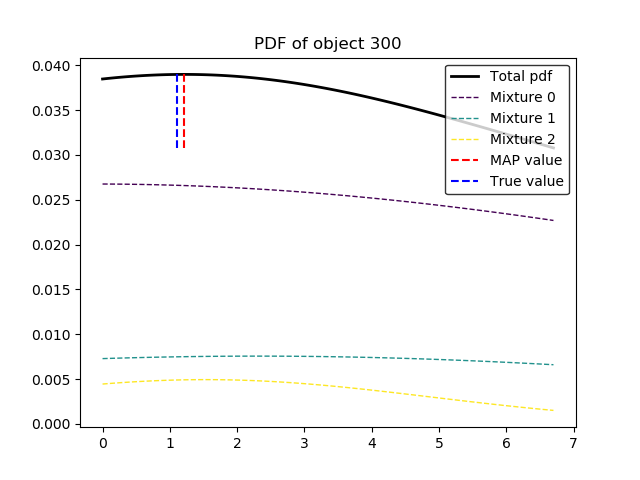 PDF of object 300
0.040
0.035
0.030
0.025
0.020
0.015
0.010
0.005
0.000
0 1 2 3 4 5 6 7
Total pdf
Mixture 0
Mixture 1
Mixture 2
MAP value
True value